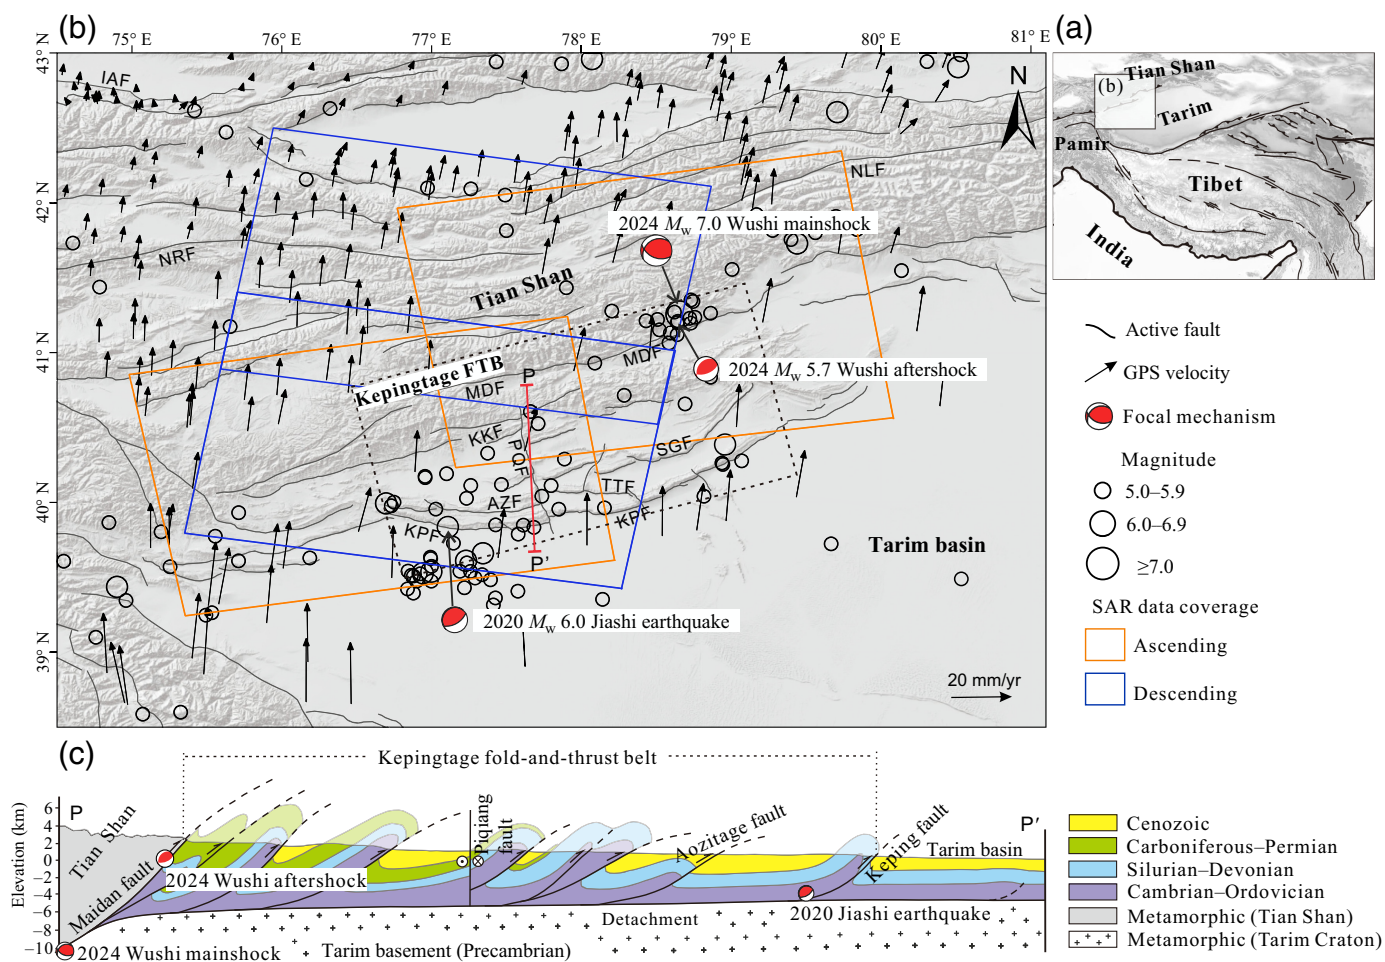 (b)
75° E
76° E
77° E
78° E
79° E
80° E
81° E
(a)
43° N
42° N
41° N
40° N
39° N
N
IAF
NLF
2024 Mw 7.0 Wushi mainshock
NRF
Tian Shan
MDF
Kepingtage FTB
P
2024 Mw 5.7 Wushi aftershock
MDF
KKF
PQF
SGF
AZF
TTF
KPF
KPF
P'
Tarim basin
2020 Mw 6.0 Jiashi earthquake
20 mm/yr
Tian Shan
(b)
Tarim
Pamir
Tibet
India
Active fault
GPS velocity
Focal mechanism
Magnitude
5.0–5.9
6.0–6.9
≥7.0
SAR data coverage
Ascending
Descending
(c)
Kepingtage fold-and-thrust belt
Elevation (km)
6
4
2
0
−2
−4
−6
−8
−10
P
Tian Shan
Maidan fault
2024 Wushi aftershock
2024 Wushi mainshock
Piqiang
fault
Aozitage fault
Keping fault
P'
Tarim basin
Detachment
2020 Jiashi earthquake
Tarim basement (Precambrian)
Cenozoic
Carboniferous–Permian
Silurian–Devonian
Cambrian–Ordovician
Metamorphic (Tian Shan)
Metamorphic (Tarim Craton)